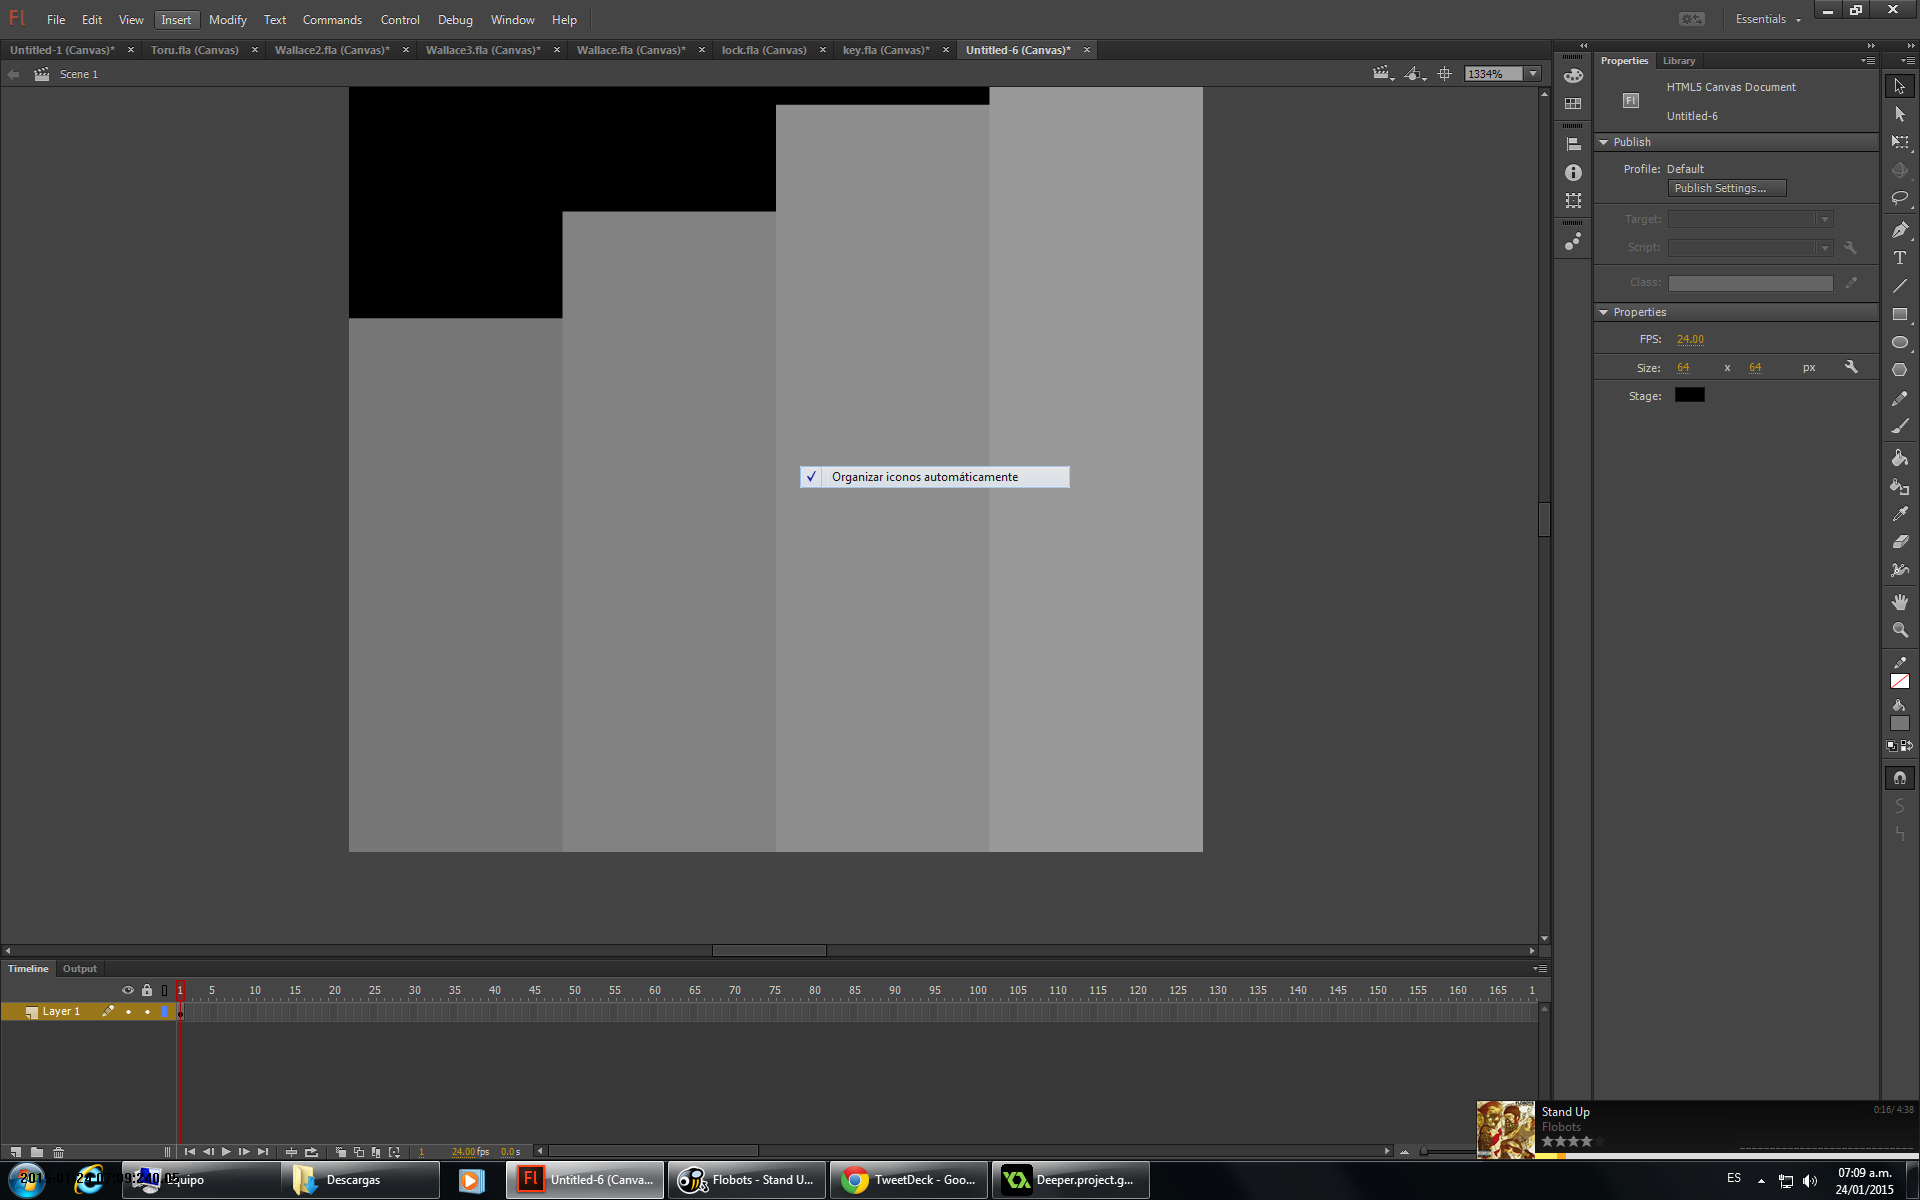 Fl File Edit View Insert Modify Text Commands Control Debug Window Help Essentials
Untitled-1 (Canvas)* Toru.fla (Canvas) Wallace2.fla (Canvas)* Wallace3.fla (Canvas)* Wallace.fla (Canvas)* lock.fla (Canvas) key.fla (Canvas)* Untitled-6 (Canvas)*
Scene 1 1334%
Properties Library
HTML5 Canvas Document
Fl
Untitled-6
Publish
Profile: Default
Publish Settings...
Target:
Script:
Class:
Properties
FPS: 24.00
Size: 64 x 64 px
Stage:
Organizar iconos automáticamente
Timeline Output
1 5 10 15 20 25 30 35 40 45 50 55 60 65 70 75 80 85 90 95 100 105 110 115 120 125 130 135 140 145 150 155 160 165 1
Layer 1
1 24.00 fps 0.0 s
Stand Up 0:16/ 4:38
Flobots
Equipo Descargas Untitled-6 (Canva... Flobots - Stand U... TweetDeck - Goo... Deeper.project.g... ES
07:09 a.m.
24/01/2015